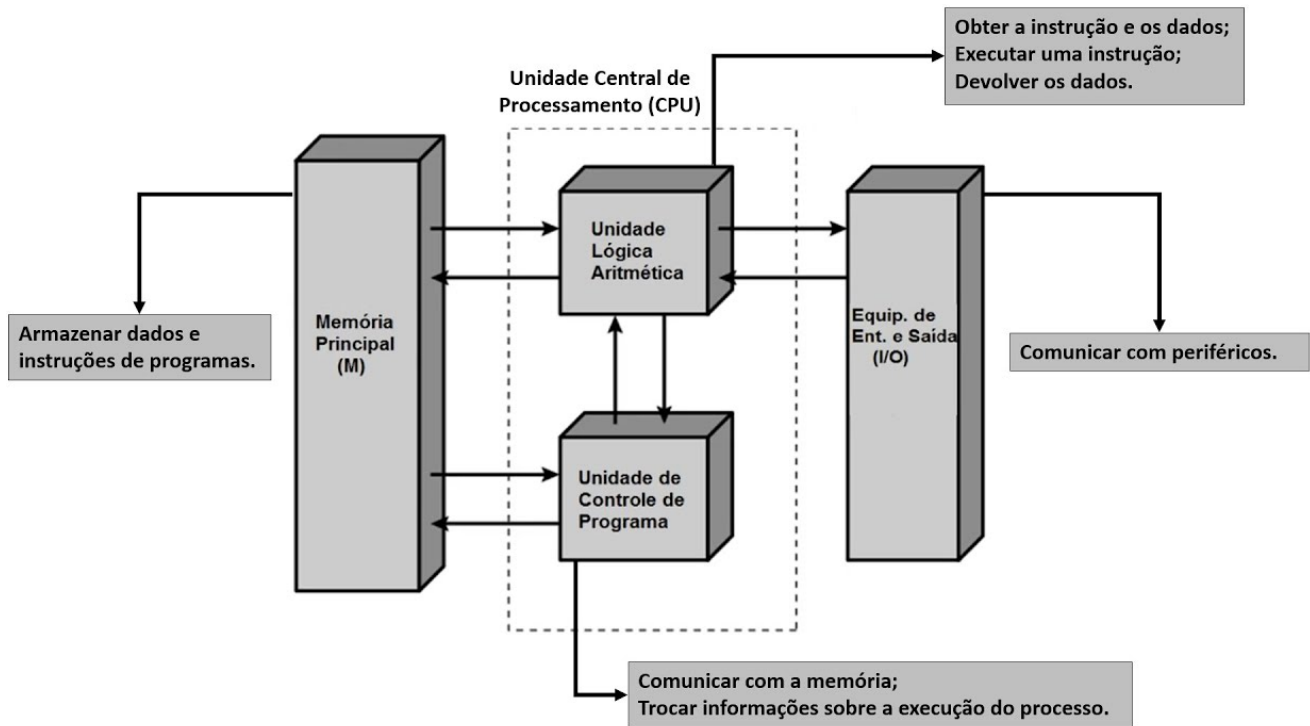 Obter a instrução e os dados;
Executar uma instrução;
Devolver os dados.
Unidade Central de
Processamento (CPU)
Unidade
Lógica
Aritmética
Memória
Principal
(M)
Equip. de
Ent. e Saída
(I/O)
Armazenar dados e
instruções de programas.
Comunicar com periféricos.
Unidade de
Controle de
Programa
Comunicar com a memória;
Trocar informações sobre a execução do processo.